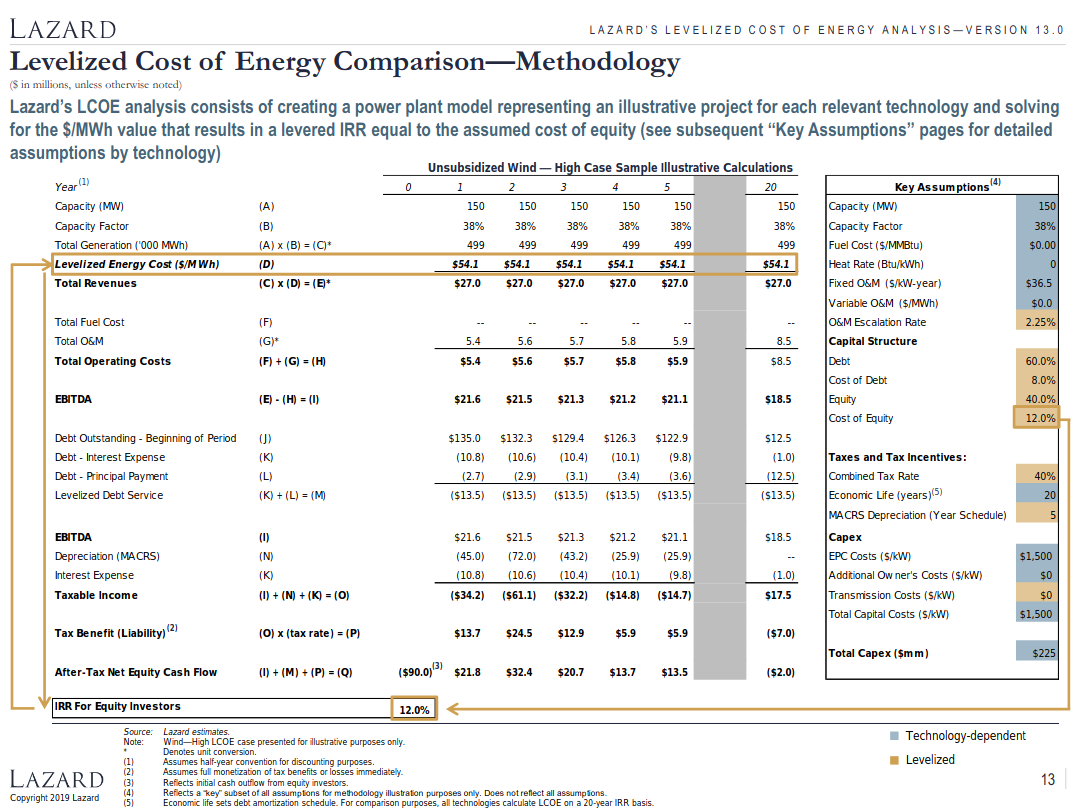 LAZARD
LAZARD'S LEVELIZED COST OF ENERGY ANALYSIS—VERSION 13.0
Levelized Cost of Energy Comparison—Methodology
($ in millions, unless otherwise noted)
Lazard's LCOE analysis consists of creating a power plant model representing an illustrative project for each relevant technology and solving
for the $/MWh value that results in a levered IRR equal to the assumed cost of equity (see subsequent “Key Assumptions” pages for detailed
assumptions by technology)
Unsubsidized Wind — High Case Sample Illustrative Calculations
Year(1) 0 1 2 3 4 5 20
Capacity (MW) (A) 150 150 150 150 150 150
Capacity Factor (B) 38% 38% 38% 38% 38% 38%
Total Generation ('000 MWh) (A) x (B) = (C)* 499 499 499 499 499 499
Levelized Energy Cost ($/MWh) (D) $54.1 $54.1 $54.1 $54.1 $54.1 $54.1
Total Revenues (C) x (D) = (E)* $27.0 $27.0 $27.0 $27.0 $27.0 $27.0
Total Fuel Cost (F) -- -- -- -- -- --
Total O&M (G)* 5.4 5.6 5.7 5.8 5.9 8.5
Total Operating Costs (F) + (G) = (H) $5.4 $5.6 $5.7 $5.8 $5.9 $8.5
EBITDA (E) - (H) = (I) $21.6 $21.5 $21.3 $21.2 $21.1 $18.5
Debt Outstanding - Beginning of Period (J) $135.0 $132.3 $129.4 $126.3 $122.9 $12.5
Debt - Interest Expense (K) (10.8) (10.6) (10.4) (10.1) (9.8) (1.0)
Debt - Principal Payment (L) (2.7) (2.9) (3.1) (3.4) (3.6) (12.5)
Levelized Debt Service (K) + (L) = (M) ($13.5) ($13.5) ($13.5) ($13.5) ($13.5) ($13.5)
EBITDA (I) $21.6 $21.5 $21.3 $21.2 $21.1 $18.5
Depreciation (MACRS) (N) (45.0) (72.0) (43.2) (25.9) (25.9) --
Interest Expense (K) (10.8) (10.6) (10.4) (10.1) (9.8) (1.0)
Taxable Income (I) + (N) + (K) = (O) ($34.2) ($61.1) ($32.2) ($14.8) ($14.7) $17.5
Tax Benefit (Liability)(2) (O) x (tax rate) = (P) $13.7 $24.5 $12.9 $5.9 $5.9 ($7.0)
After-Tax Net Equity Cash Flow (I) + (M) + (P) = (Q) ($90.0)(3) $21.8 $32.4 $20.7 $13.7 $13.5 ($2.0)
IRR For Equity Investors 12.0%
Key Assumptions(4)
Capacity (MW) 150
Capacity Factor 38%
Fuel Cost ($/MMBtu) $0.00
Heat Rate (Btu/kWh) 0
Fixed O&M ($/kW-year) $36.5
Variable O&M ($/MWh) $0.0
O&M Escalation Rate 2.25%
Capital Structure
Debt 60.0%
Cost of Debt 8.0%
Equity 40.0%
Cost of Equity 12.0%
Taxes and Tax Incentives:
Combined Tax Rate 40%
Economic Life (years)(5) 20
MACRS Depreciation (Year Schedule) 5
Capex
EPC Costs ($/kW) $1,500
Additional Owner's Costs ($/kW) $0
Transmission Costs ($/kW) $0
Total Capital Costs ($/kW) $1,500
Total Capex ($mm) $225
Source: Lazard estimates.
Note: Wind—High LCOE case presented for illustrative purposes only.
* Denotes unit conversion.
(1) Assumes half-year convention for discounting purposes.
(2) Assumes full monetization of tax benefits or losses immediately.
(3) Reflects initial cash outflow from equity investors.
(4) Reflects a “key” subset of all assumptions for methodology illustration purposes only. Does not reflect all assumptions.
(5) Economic life sets debt amortization schedule. For comparison purposes, all technologies calculate LCOE on a 20-year IRR basis.
Technology-dependent
Levelized
LAZARD
Copyright 2019 Lazard
13